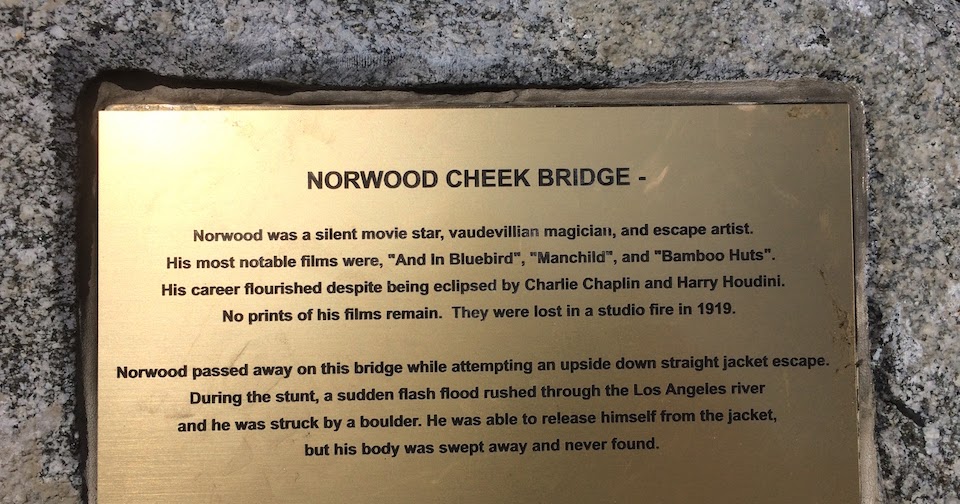 NORWOOD CHEEK BRIDGE -
Norwood was a silent movie star, vaudevillian magician, and escape artist.
His most notable films were, "And In Bluebird", "Manchild", and "Bamboo Huts".
His career flourished despite being eclipsed by Charlie Chaplin and Harry Houdini.
No prints of his films remain. They were lost in a studio fire in 1919.
Norwood passed away on this bridge while attempting an upside down straight jacket escape.
During the stunt, a sudden flash flood rushed through the Los Angeles river
and he was struck by a boulder. He was able to release himself from the jacket,
but his body was swept away and never found.